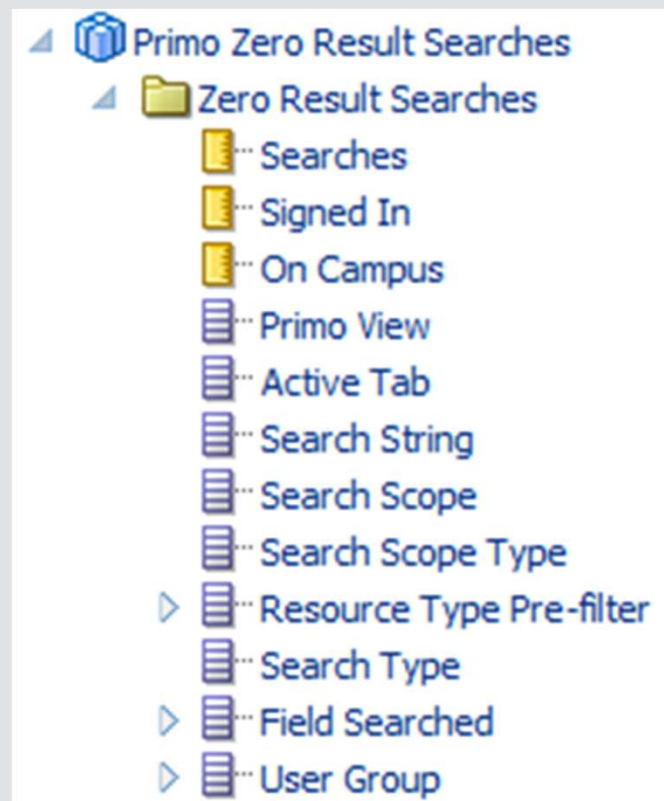 Primo Zero Result Searches
Zero Result Searches
Searches
Signed In
On Campus
Primo View
Active Tab
Search String
Search Scope
Search Scope Type
Resource Type Pre-filter
Search Type
Field Searched
User Group